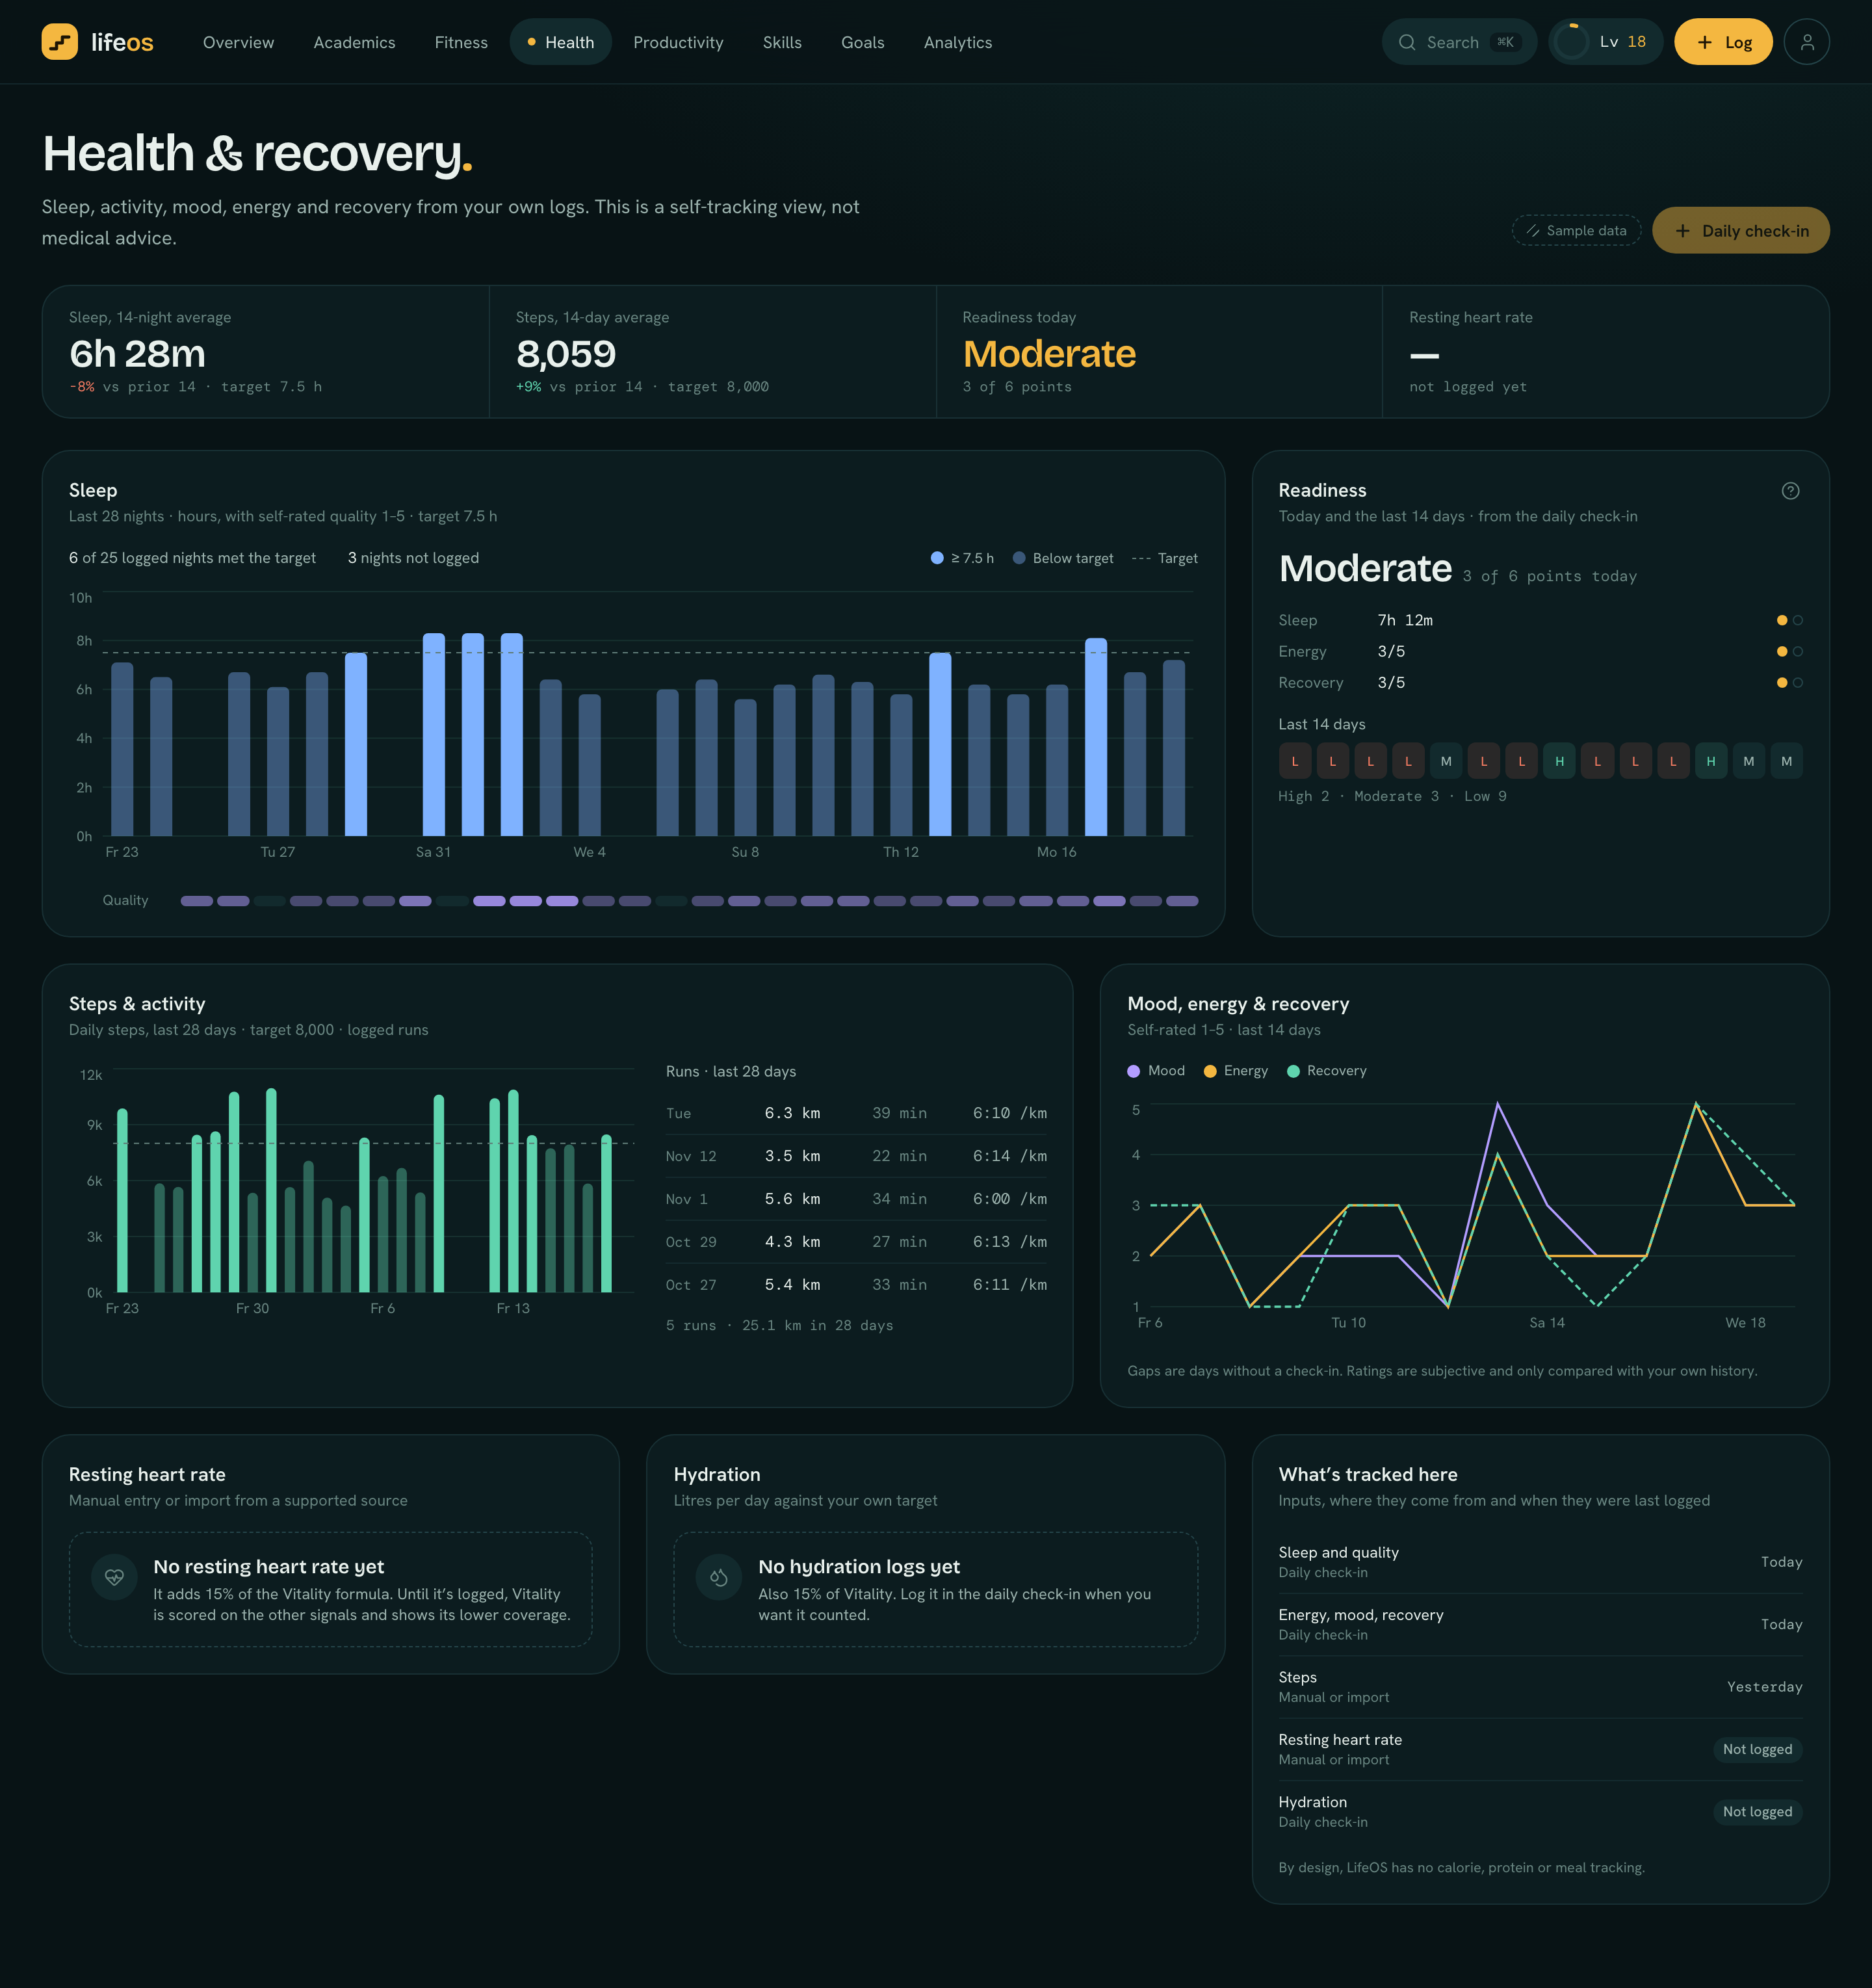 lifeos
Overview
Academics
Fitness
Health
Productivity
Skills
Goals
Analytics
Search ⌘K
Lv 18
+ Log
Health & recovery.
Sleep, activity, mood, energy and recovery from your own logs. This is a self-tracking view, not
medical advice.
Sample data
+ Daily check-in
Sleep, 14-night average
6h 28m
-8% vs prior 14 · target 7.5 h
Steps, 14-day average
8,059
+9% vs prior 14 · target 8,000
Readiness today
Moderate
3 of 6 points
Resting heart rate
—
not logged yet
Sleep
Last 28 nights · hours, with self-rated quality 1–5 · target 7.5 h
6 of 25 logged nights met the target
3 nights not logged
≥ 7.5 h
Below target
Target
10h
8h
6h
4h
2h
0h
Fr 23
Tu 27
Sa 31
We 4
Su 8
Th 12
Mo 16
Quality
Readiness
Today and the last 14 days · from the daily check-in
Moderate 3 of 6 points today
Sleep 7h 12m
Energy 3/5
Recovery 3/5
Last 14 days
L L L L M L L H L L L H M M
High 2 · Moderate 3 · Low 9
Steps & activity
Daily steps, last 28 days · target 8,000 · logged runs
12k
9k
6k
3k
0k
Fr 23
Fr 30
Fr 6
Fr 13
Runs · last 28 days
Tue 6.3 km 39 min 6:10 /km
Nov 12 3.5 km 22 min 6:14 /km
Nov 1 5.6 km 34 min 6:00 /km
Oct 29 4.3 km 27 min 6:13 /km
Oct 27 5.4 km 33 min 6:11 /km
5 runs · 25.1 km in 28 days
Mood, energy & recovery
Self-rated 1–5 · last 14 days
Mood
Energy
Recovery
5
4
3
2
1
Fr 6
Tu 10
Sa 14
We 18
Gaps are days without a check-in. Ratings are subjective and only compared with your own history.
Resting heart rate
Manual entry or import from a supported source
No resting heart rate yet
It adds 15% of the Vitality formula. Until it’s logged, Vitality
is scored on the other signals and shows its lower coverage.
Hydration
Litres per day against your own target
No hydration logs yet
Also 15% of Vitality. Log it in the daily check-in when you
want it counted.
What’s tracked here
Inputs, where they come from and when they were last logged
Sleep and quality
Daily check-in
Today
Energy, mood, recovery
Daily check-in
Today
Steps
Manual or import
Yesterday
Resting heart rate
Manual or import
Not logged
Hydration
Daily check-in
Not logged
By design, LifeOS has no calorie, protein or meal tracking.